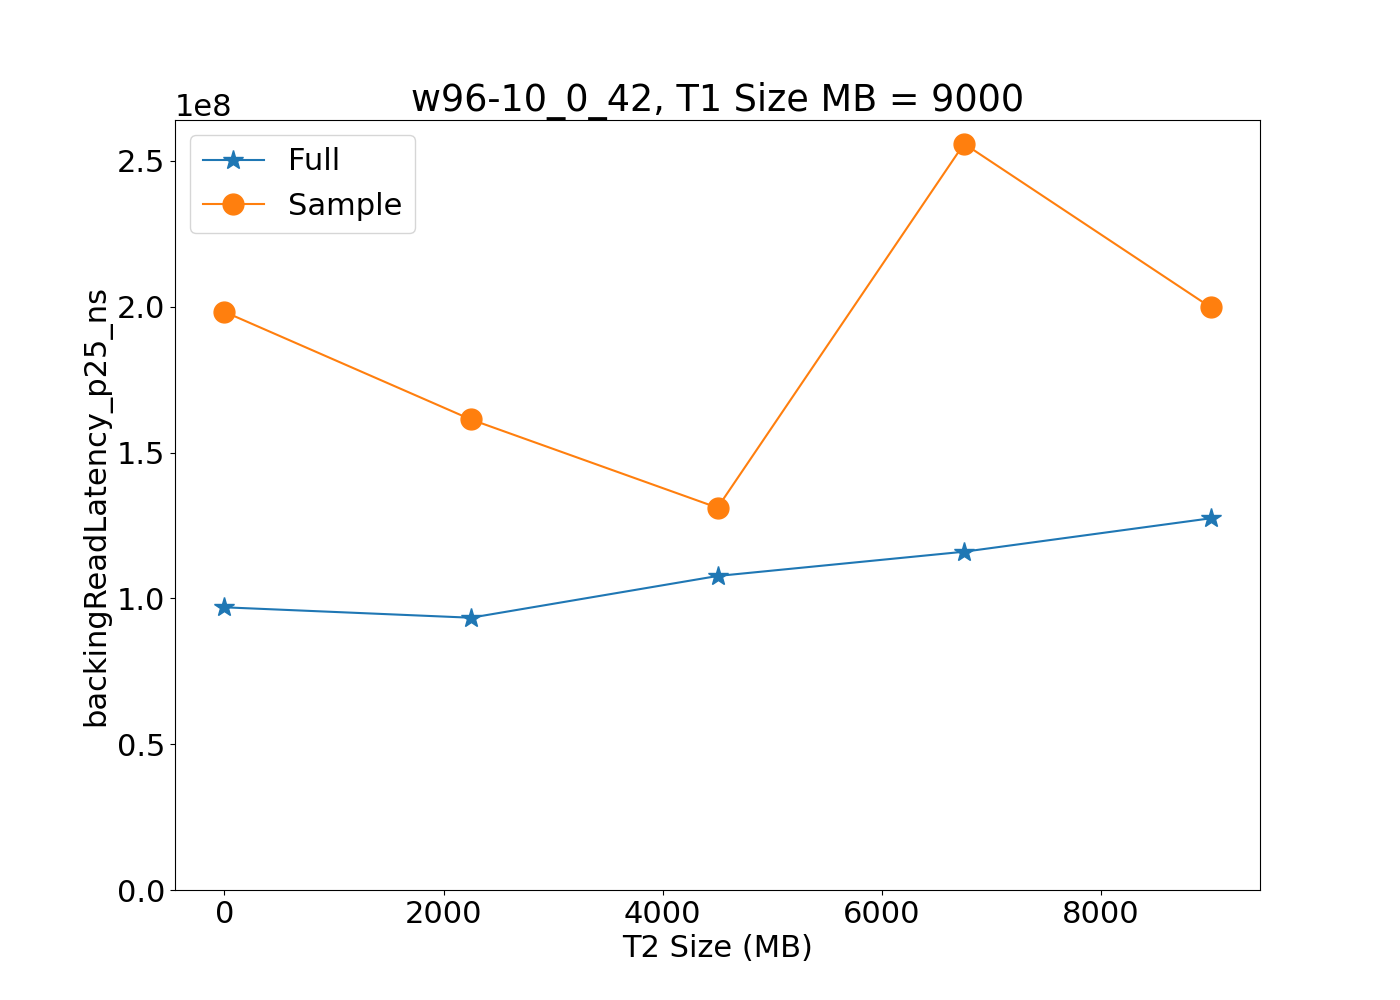 w96-10_0_42, T1 Size MB = 9000
1e8
Full
Sample
2.5
2.0
1.5
1.0
0.5
0.0
backingReadLatency_p25_ns
0 2000 4000 6000 8000
T2 Size (MB)